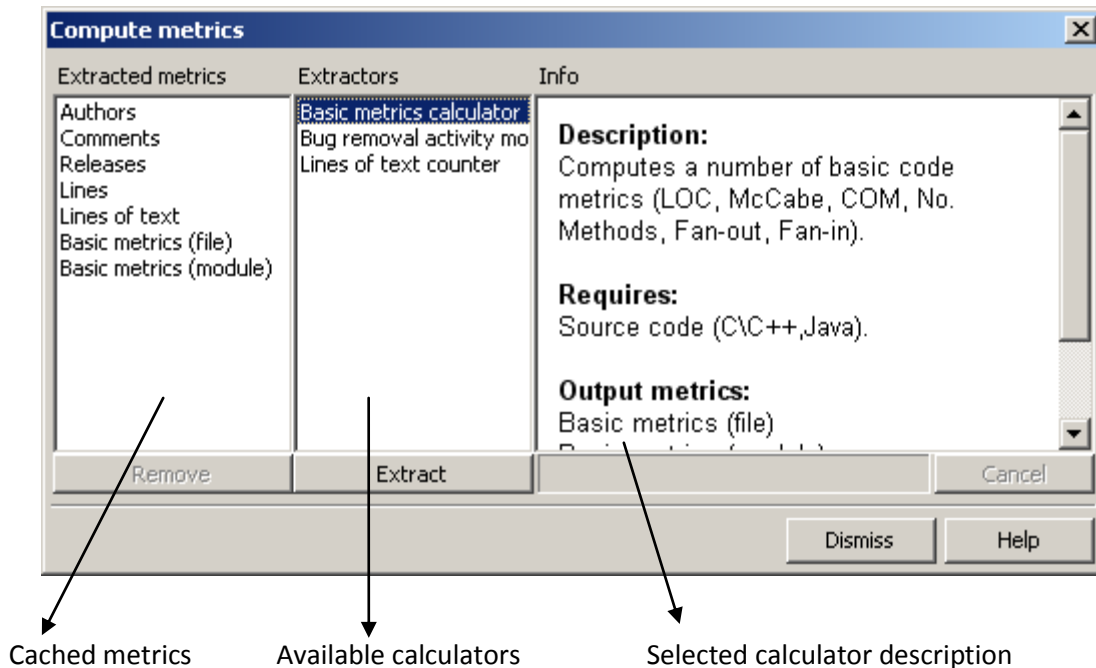 Compute metrics
Extracted metrics
Extractors
Info
Authors
Comments
Releases
Lines
Lines of text
Basic metrics (file)
Basic metrics (module)
Basic metrics calculator
Bug removal activity mo
Lines of text counter
Description:
Computes a number of basic code
metrics (LOC, McCabe, COM, No.
Methods, Fan-out, Fan-in).
Requires:
Source code (C\C++,Java).
Output metrics:
Basic metrics (file)
Remove
Extract
Cancel
Dismiss
Help
Cached metrics
Available calculators
Selected calculator description